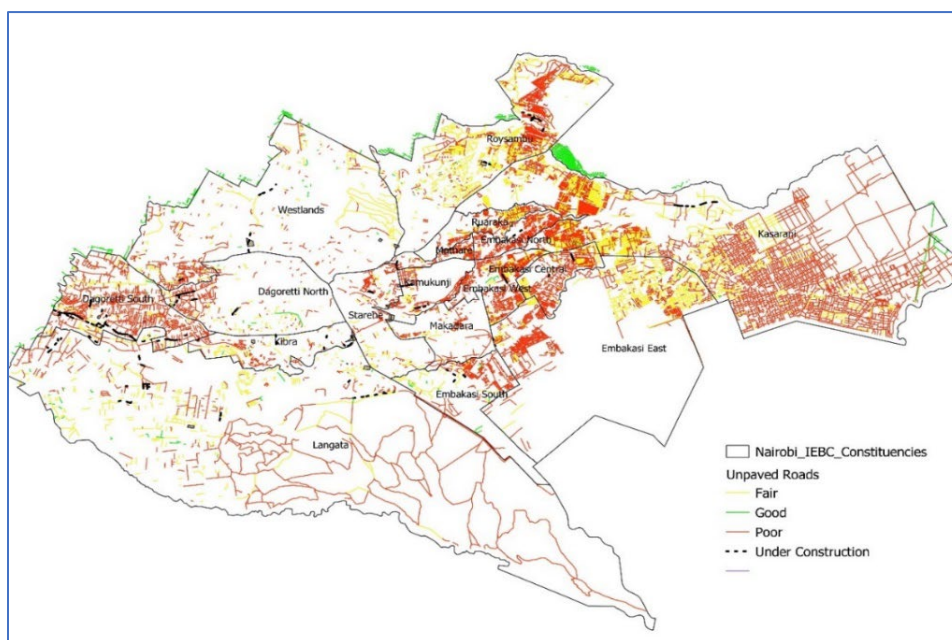 Roysambu
Westlands
Ruaraka
Kasarani
Embakasi North
Mathare
Embakasi Central
Kamukunji
Dagoretti North
Embakasi West
Dagoretti South
Starehe
Makadara
Kibra
Embakasi East
Embakasi South
Langata
Nairobi_IEBC_Constituencies
Unpaved Roads
Fair
Good
Poor
Under Construction